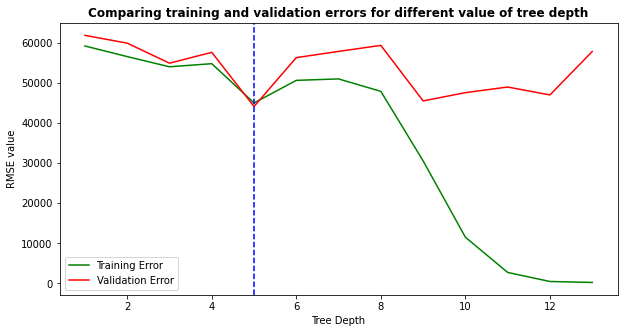 Comparing training and validation errors for different value of tree depth
60000
50000
40000
30000
20000
10000
0
RMSE value
Training Error
Validation Error
2 4 6 8 10 12
Tree Depth